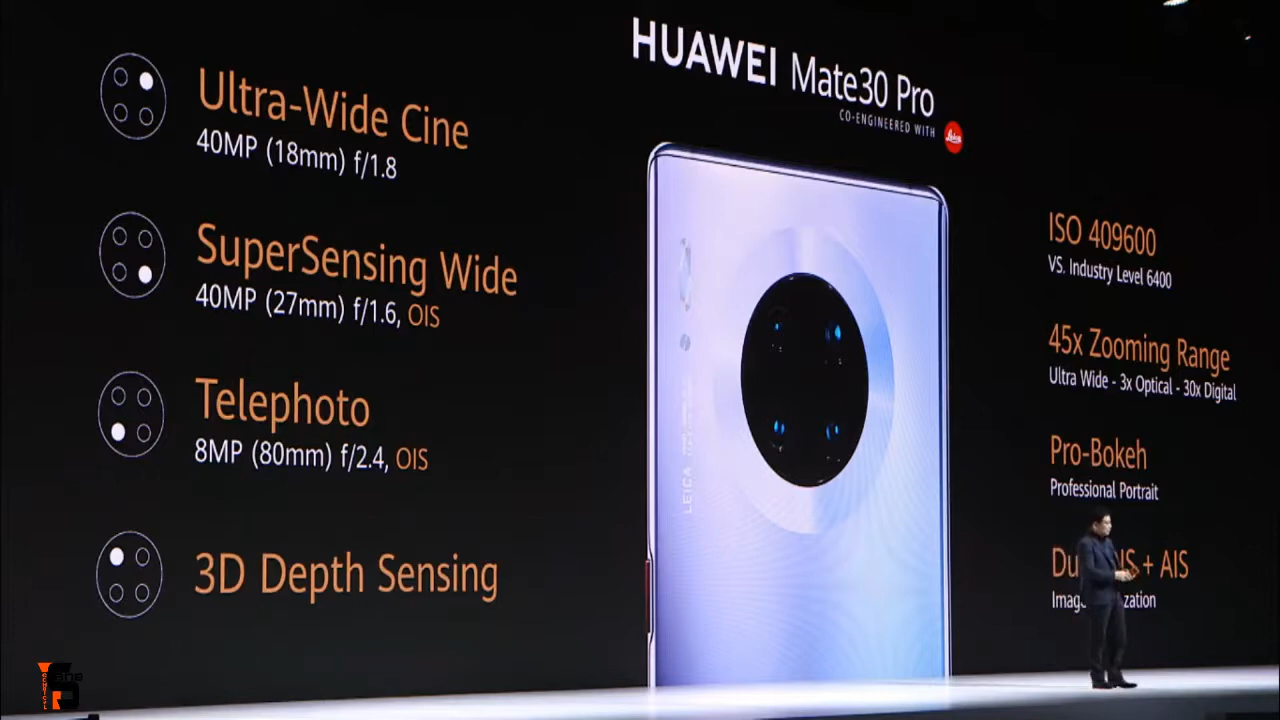 HUAWEI Mate30 Pro
CO-ENGINEERED WITH
Leica
Ultra-Wide Cine
40MP (18mm) f/1.8
SuperSensing Wide
40MP (27mm) f/1.6, OIS
Telephoto
8MP (80mm) f/2.4, OIS
3D Depth Sensing
LEICA
ISO 409600
VS. Industry Level 6400
45x Zooming Range
Ultra Wide - 3x Optical - 30x Digital
Pro-Bokeh
Professional Portrait
+ AIS